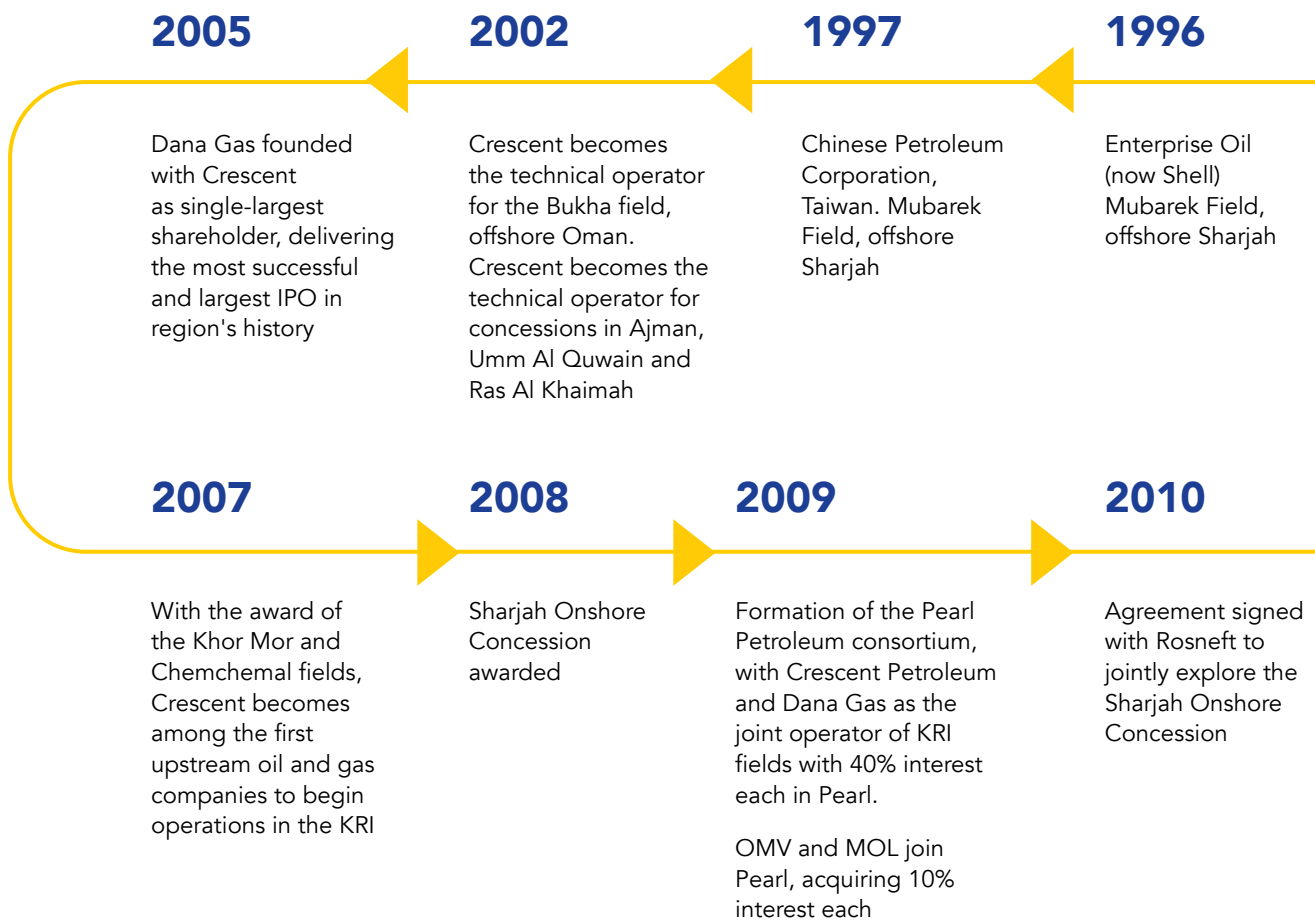 2005
Dana Gas founded
with Crescent
as single-largest
shareholder, delivering
the most successful
and largest IPO in
region's history
2002
Crescent becomes
the technical operator
for the Bukha field,
offshore Oman.
Crescent becomes the
technical operator for
concessions in Ajman,
Umm Al Quwain and
Ras Al Khaimah
1997
Chinese Petroleum
Corporation,
Taiwan. Mubarek
Field, offshore
Sharjah
1996
Enterprise Oil
(now Shell)
Mubarek Field,
offshore Sharjah
2007
With the award of
the Khor Mor and
Chemchemal fields,
Crescent becomes
among the first
upstream oil and gas
companies to begin
operations in the KRI
2008
Sharjah Onshore
Concession
awarded
2009
Formation of the Pearl
Petroleum consortium,
with Crescent Petroleum
and Dana Gas as the
joint operator of KRI
fields with 40% interest
each in Pearl.
OMV and MOL join
Pearl, acquiring 10%
interest each
2010
Agreement signed
with Rosneft to
jointly explore the
Sharjah Onshore
Concession